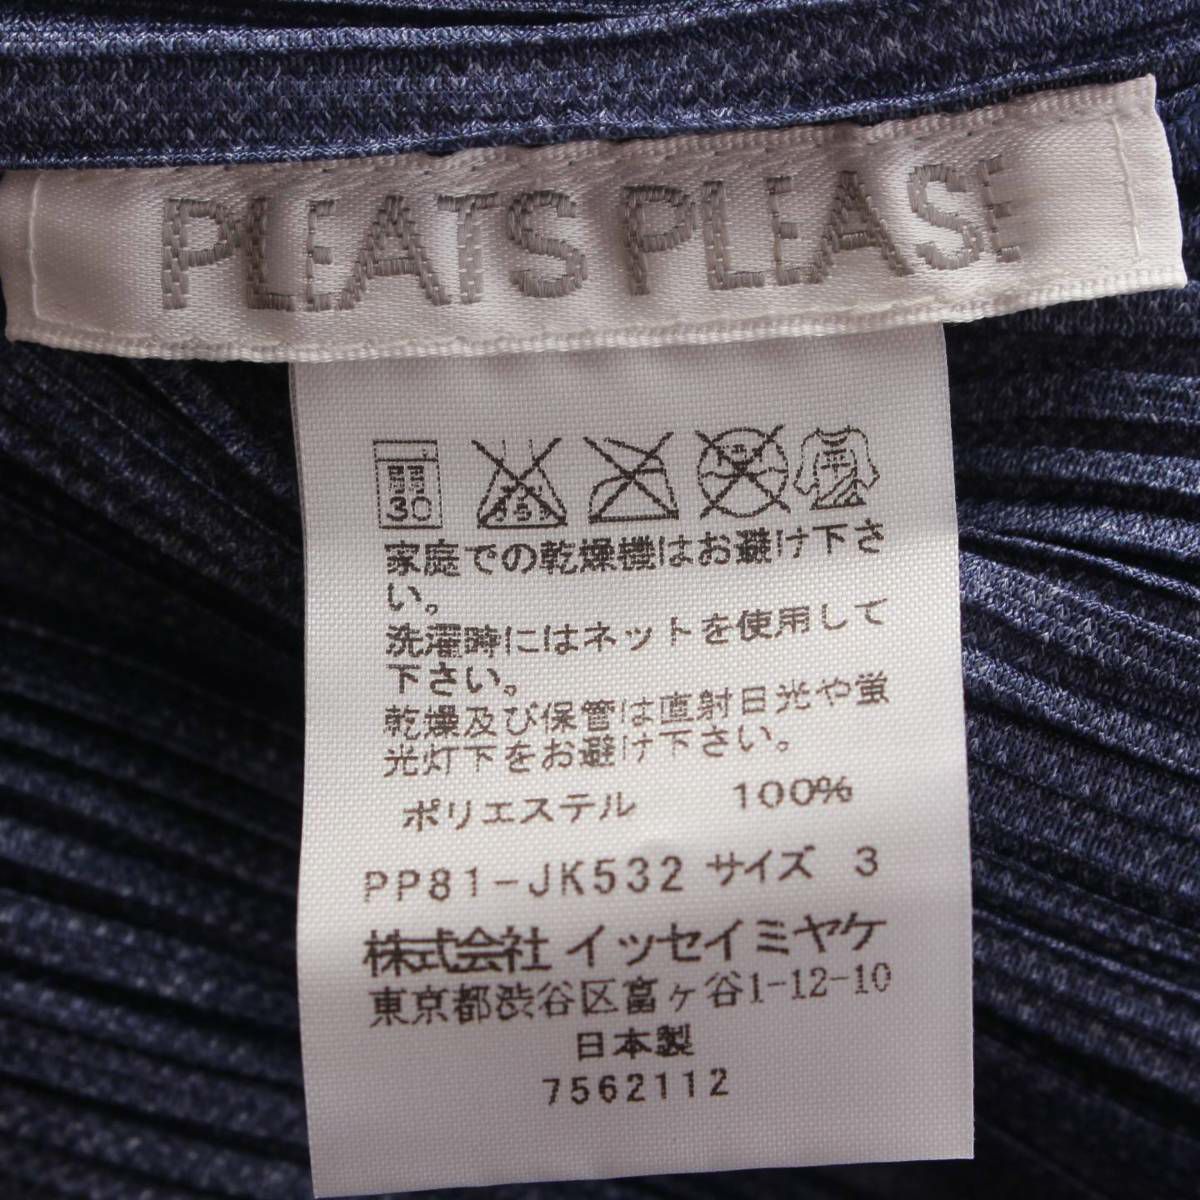 PLEATS PLEASE
30
平
家庭での乾燥機はお避け下さ
い。
洗濯時にはネットを使用して
下さい。
乾燥及び保管は直射日光や蛍
光灯下をお避け下さい。
ポリエステル 100%
PP81-JK532 サイズ 3
株式会社 イッセイミヤケ
東京都渋谷区富ヶ谷1-12-10
日本製
7562112